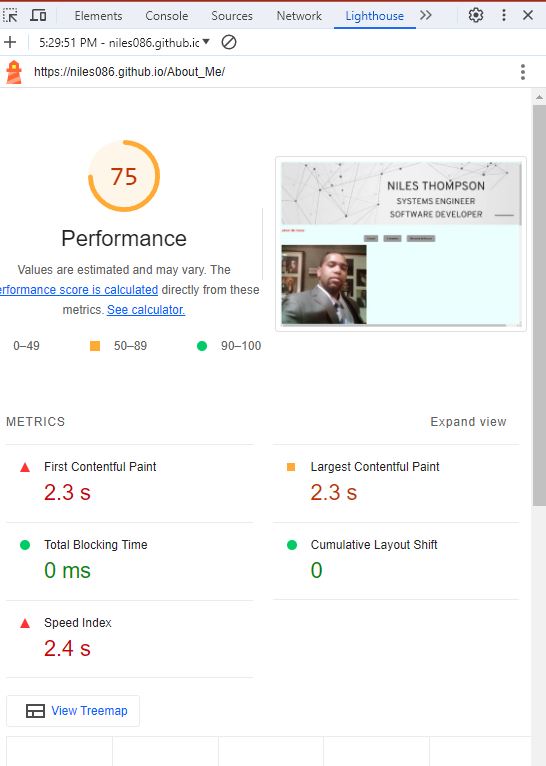 Elements Console Sources Network Lighthouse
5:29:51 PM - niles086.github.ic
https://niles086.github.io/About_Me/
75
Performance
Values are estimated and may vary. The
erformance score is calculated directly from these
metrics. See calculator.
0–49 50–89 90–100
NILES THOMPSON
SYSTEMS ENGINEER
SOFTWARE DEVELOPER
METRICS Expand view
First Contentful Paint
2.3 s
Largest Contentful Paint
2.3 s
Total Blocking Time
0 ms
Cumulative Layout Shift
0
Speed Index
2.4 s
View Treemap